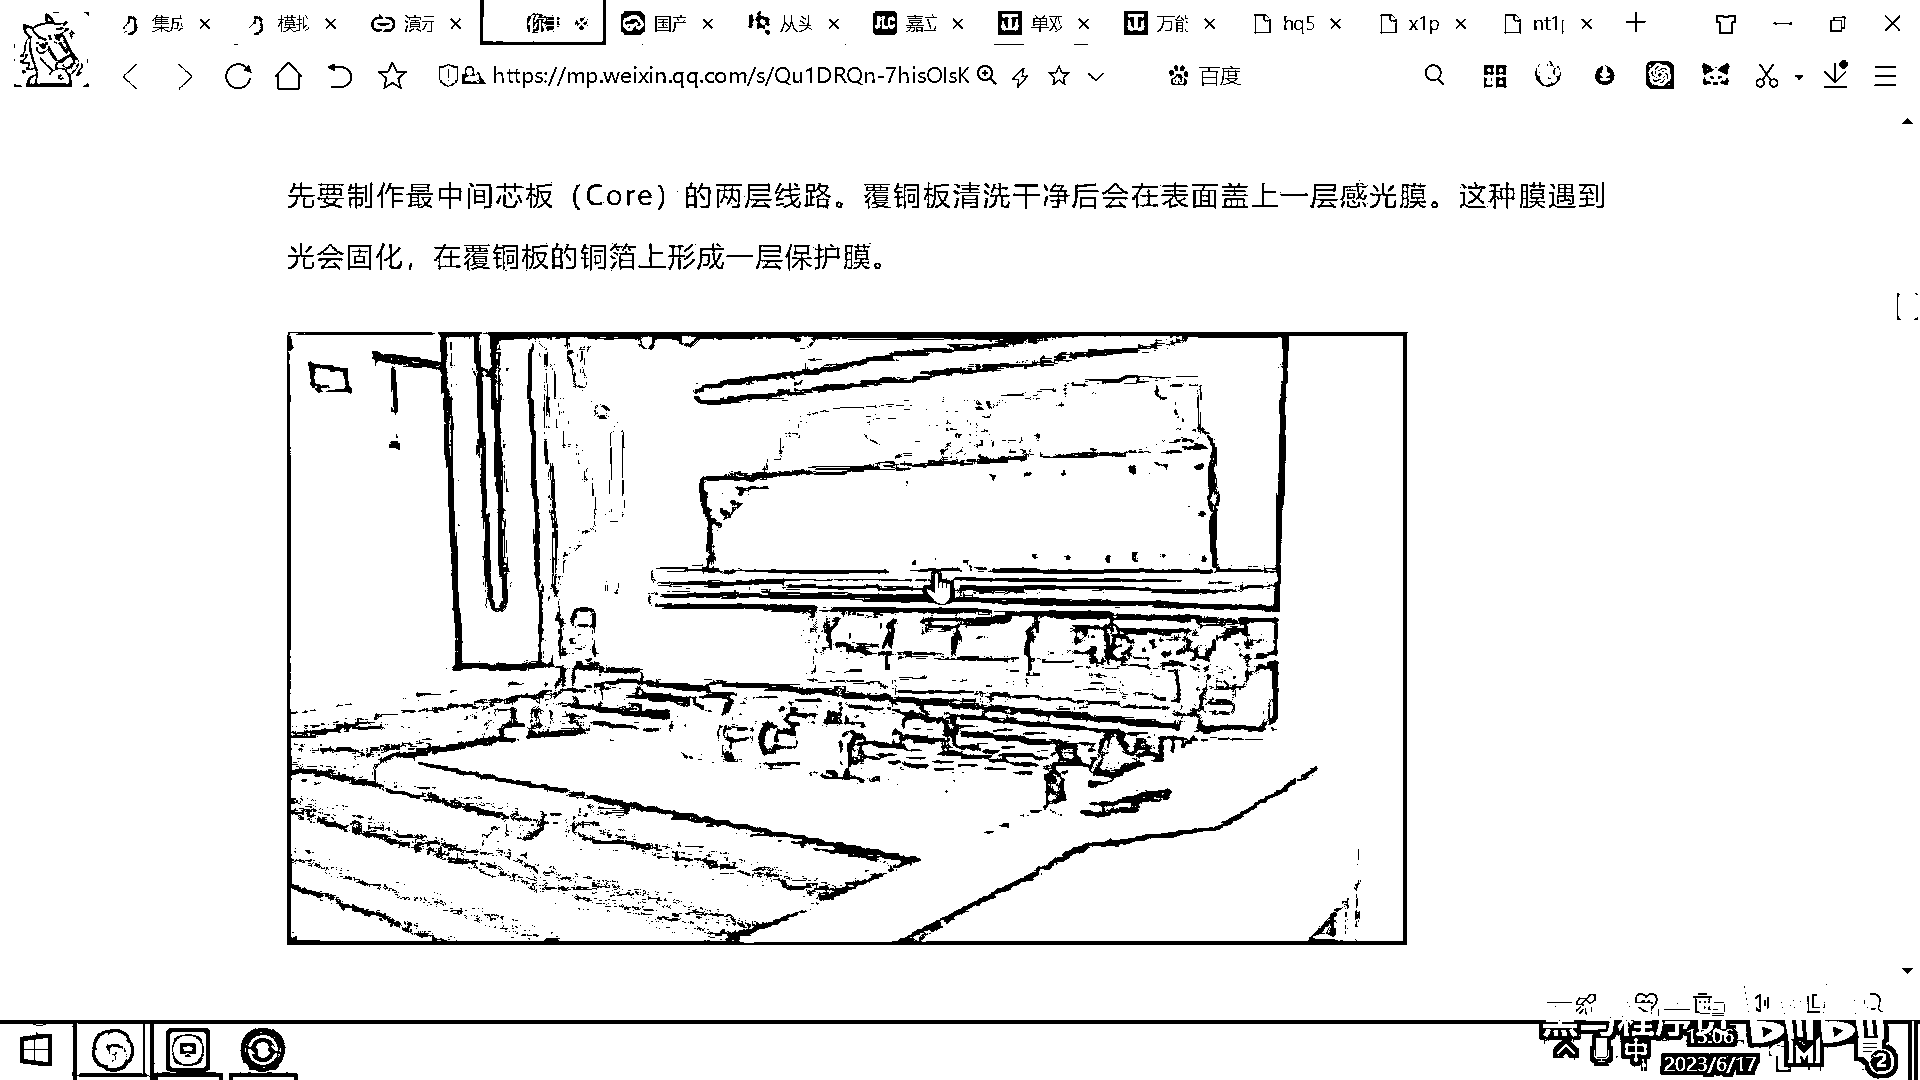 集成
模拟
演示
国产
从头
嘉立
单双
万能
hq5
x1p
nt1p
https://mp.weixin.qq.com/s/Qu1DRQn-7hisOIsK
百度
先要制作最中间芯板（Core）的两层线路。覆铜板清洗干净后会在表面盖上一层感光膜。这种膜遇到
光会固化，在覆铜板的铜箔上形成一层保护膜。
中
15:06
2023/6/17
2